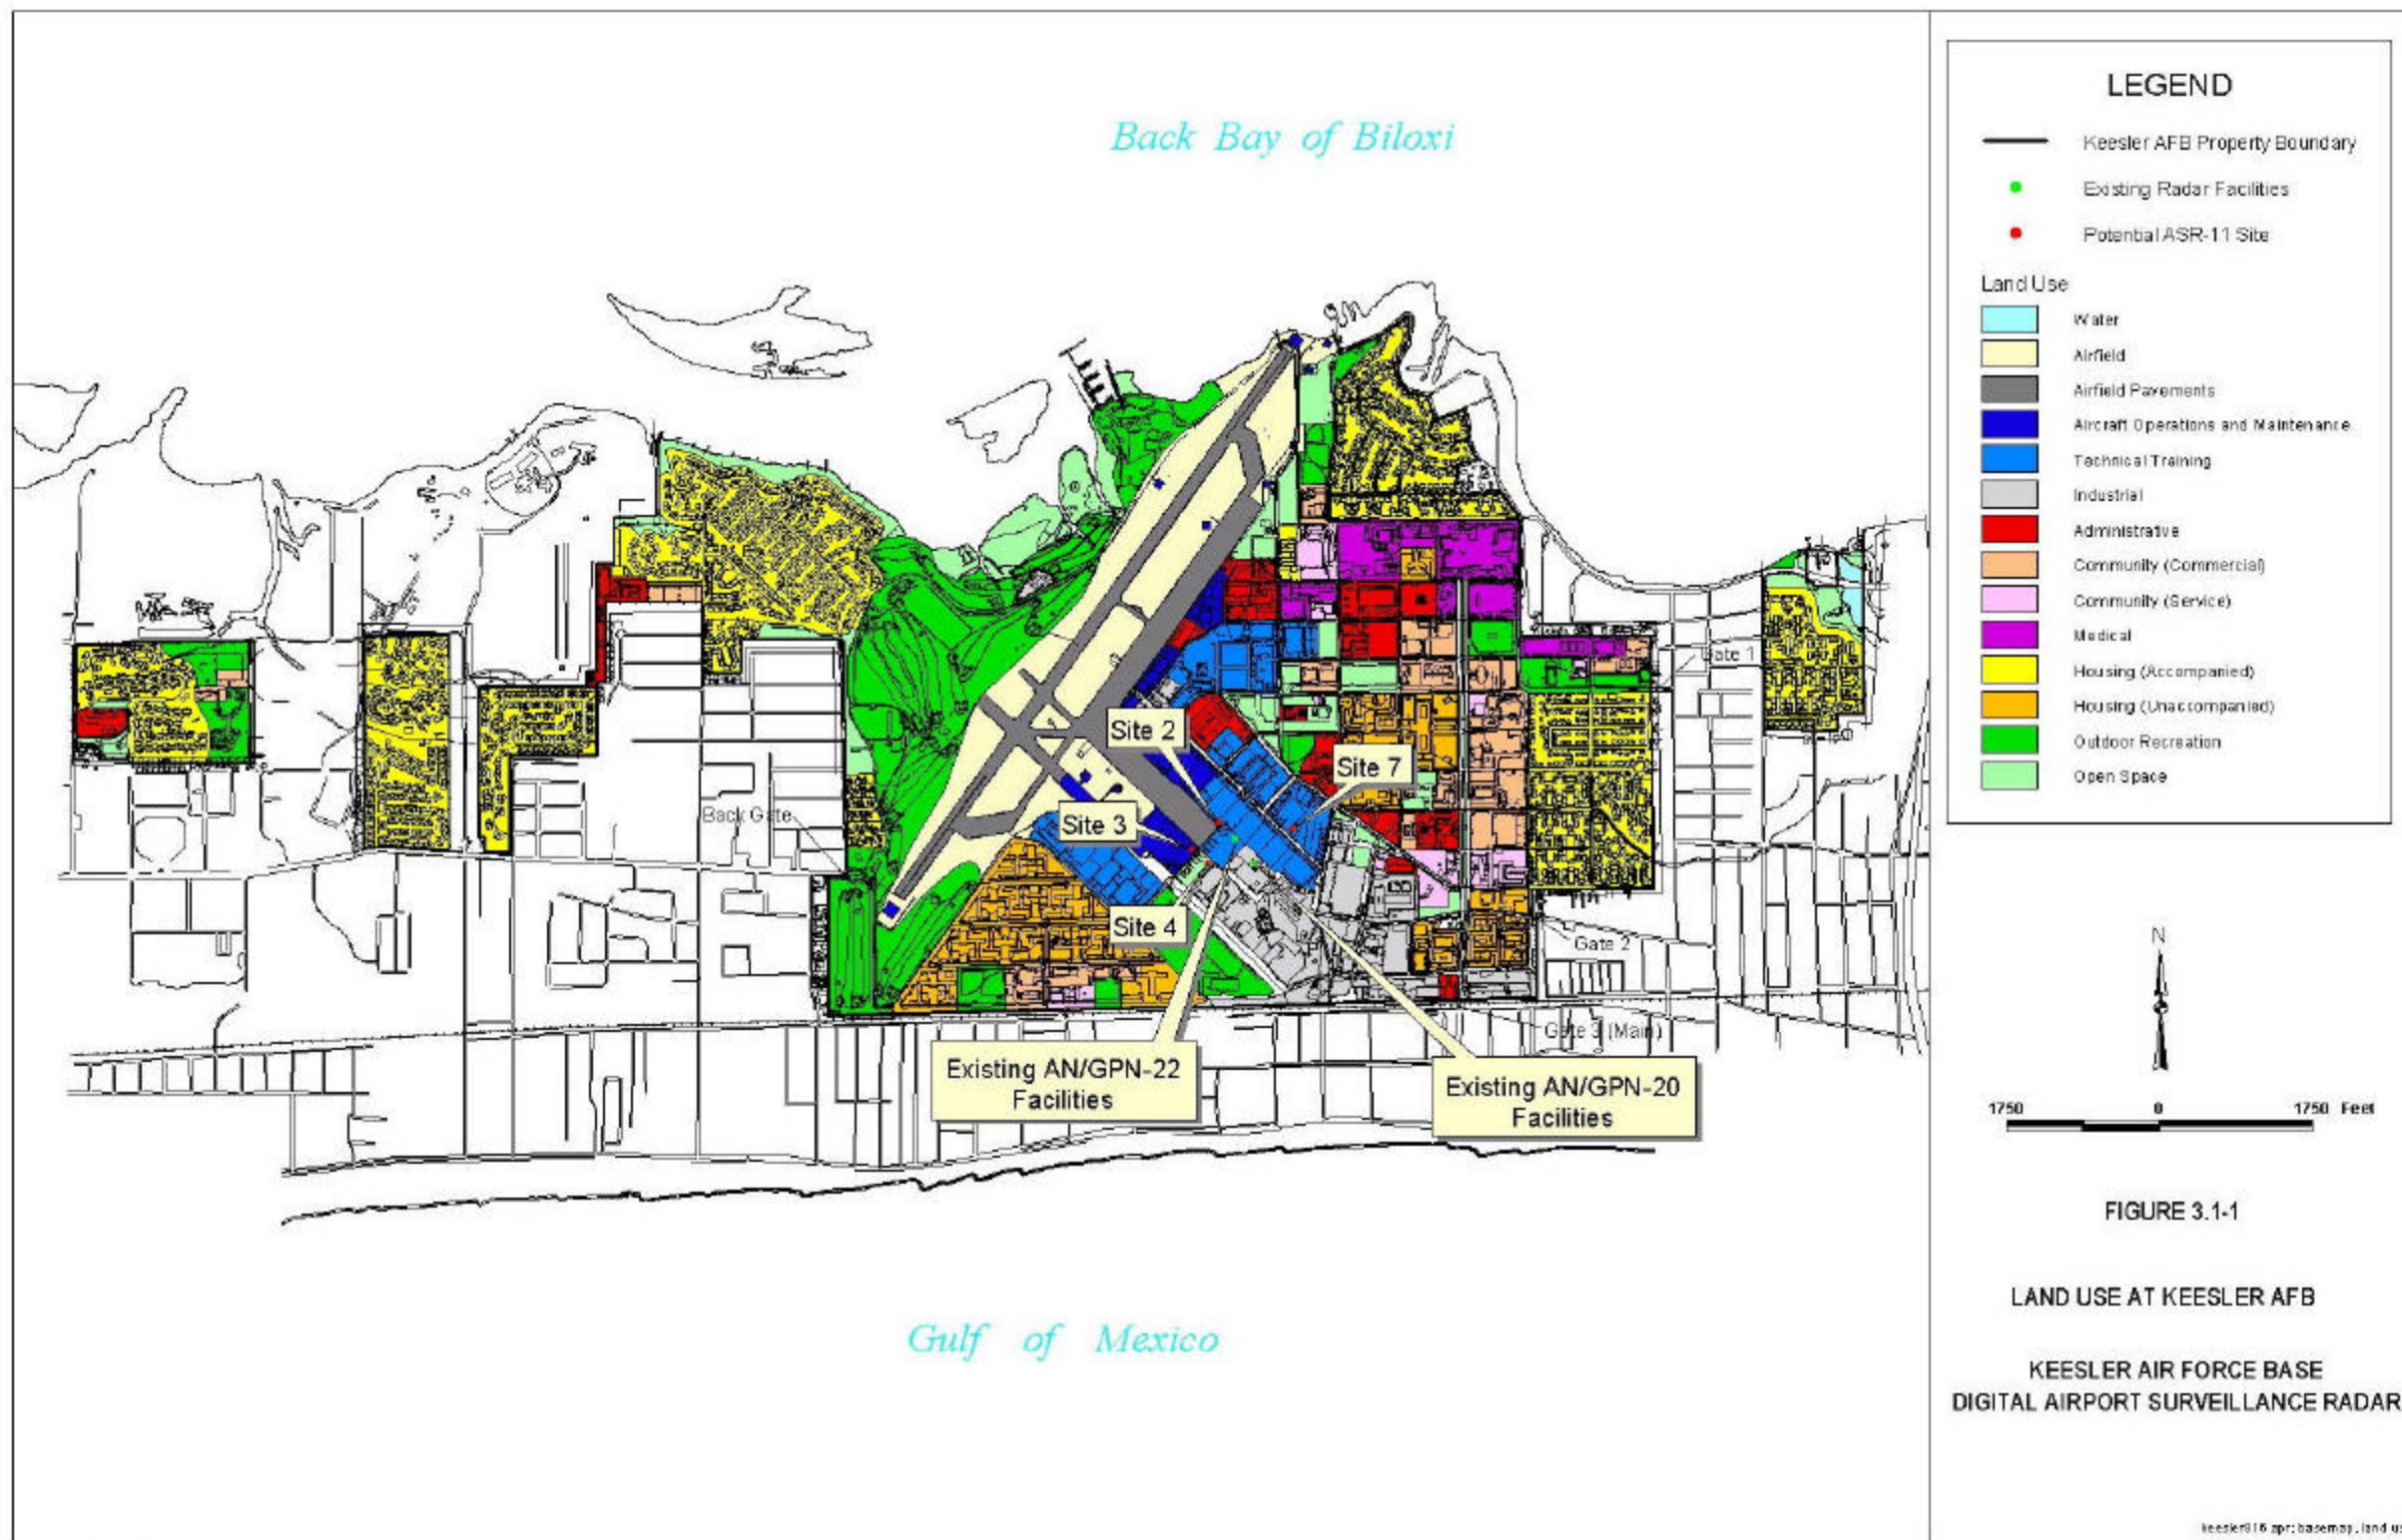 Back Bay of Biloxi
Site 2
Site 7
Site 3
Site 4
Back Gate
Gate 1
Gate 2
Gate 3 (Main)
Existing AN/GPN-22
Facilities
Existing AN/GPN-20
Facilities
Gulf of Mexico
LEGEND
Keesler AFB Property Boundary
Existing Radar Facilities
Potential ASR-11 Site
Land Use
Water
Airfield
Airfield Pavements
Aircraft Operations and Maintenance
Technical Training
Industrial
Administrative
Community (Commercial)
Community (Service)
Medical
Housing (Accompanied)
Housing (Unaccompanied)
Outdoor Recreation
Open Space
N
1750 0 1750 Feet
FIGURE 3.1-1
LAND USE AT KEESLER AFB
KEESLER AIR FORCE BASE
DIGITAL AIRPORT SURVEILLANCE RADAR